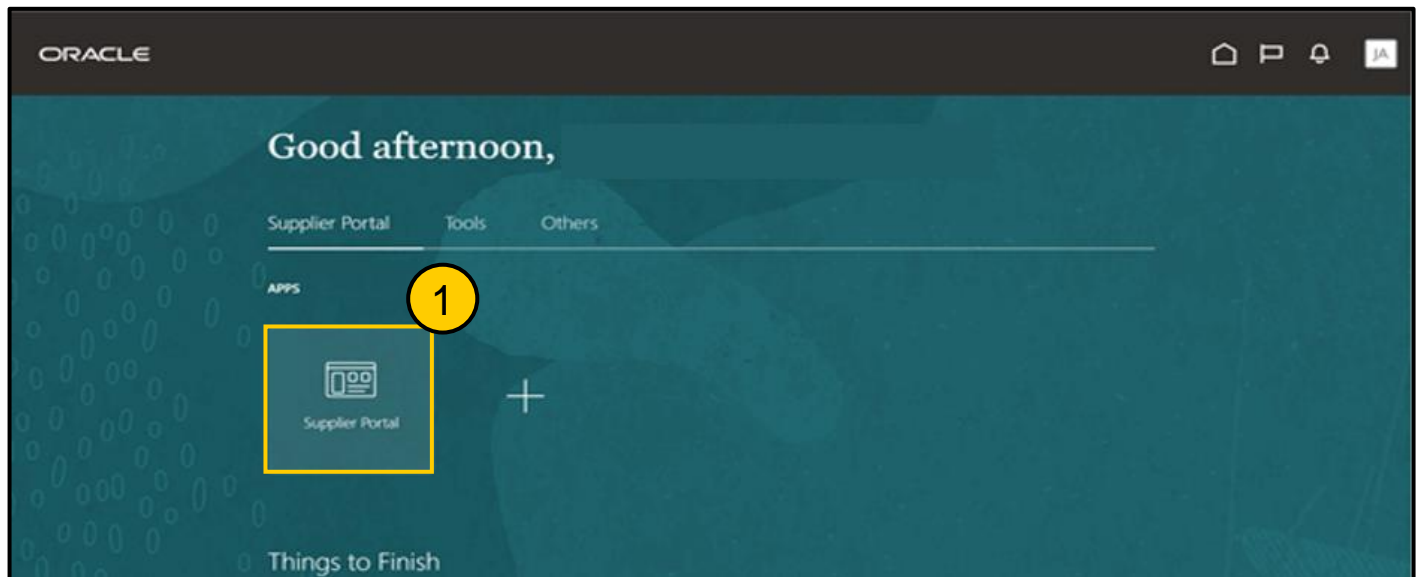 ORACLE
JA
Good afternoon,
Supplier Portal Tools Others
APPS
1
Supplier Portal
Things to Finish